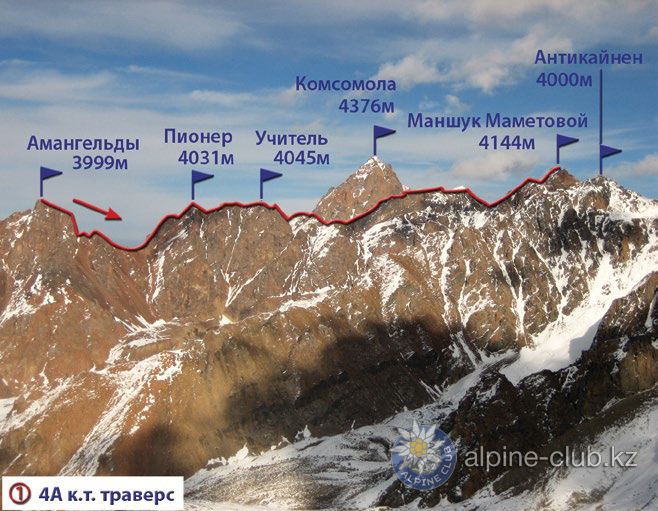 Антикайнен
4000м
Комсомола
4376м
Маншук Маметовой
4144м
Амангельды
3999м
Пионер
4031м
Учитель
4045м
① 4А к.т. траверс
alpine-club.kz
ALPINE CLUB